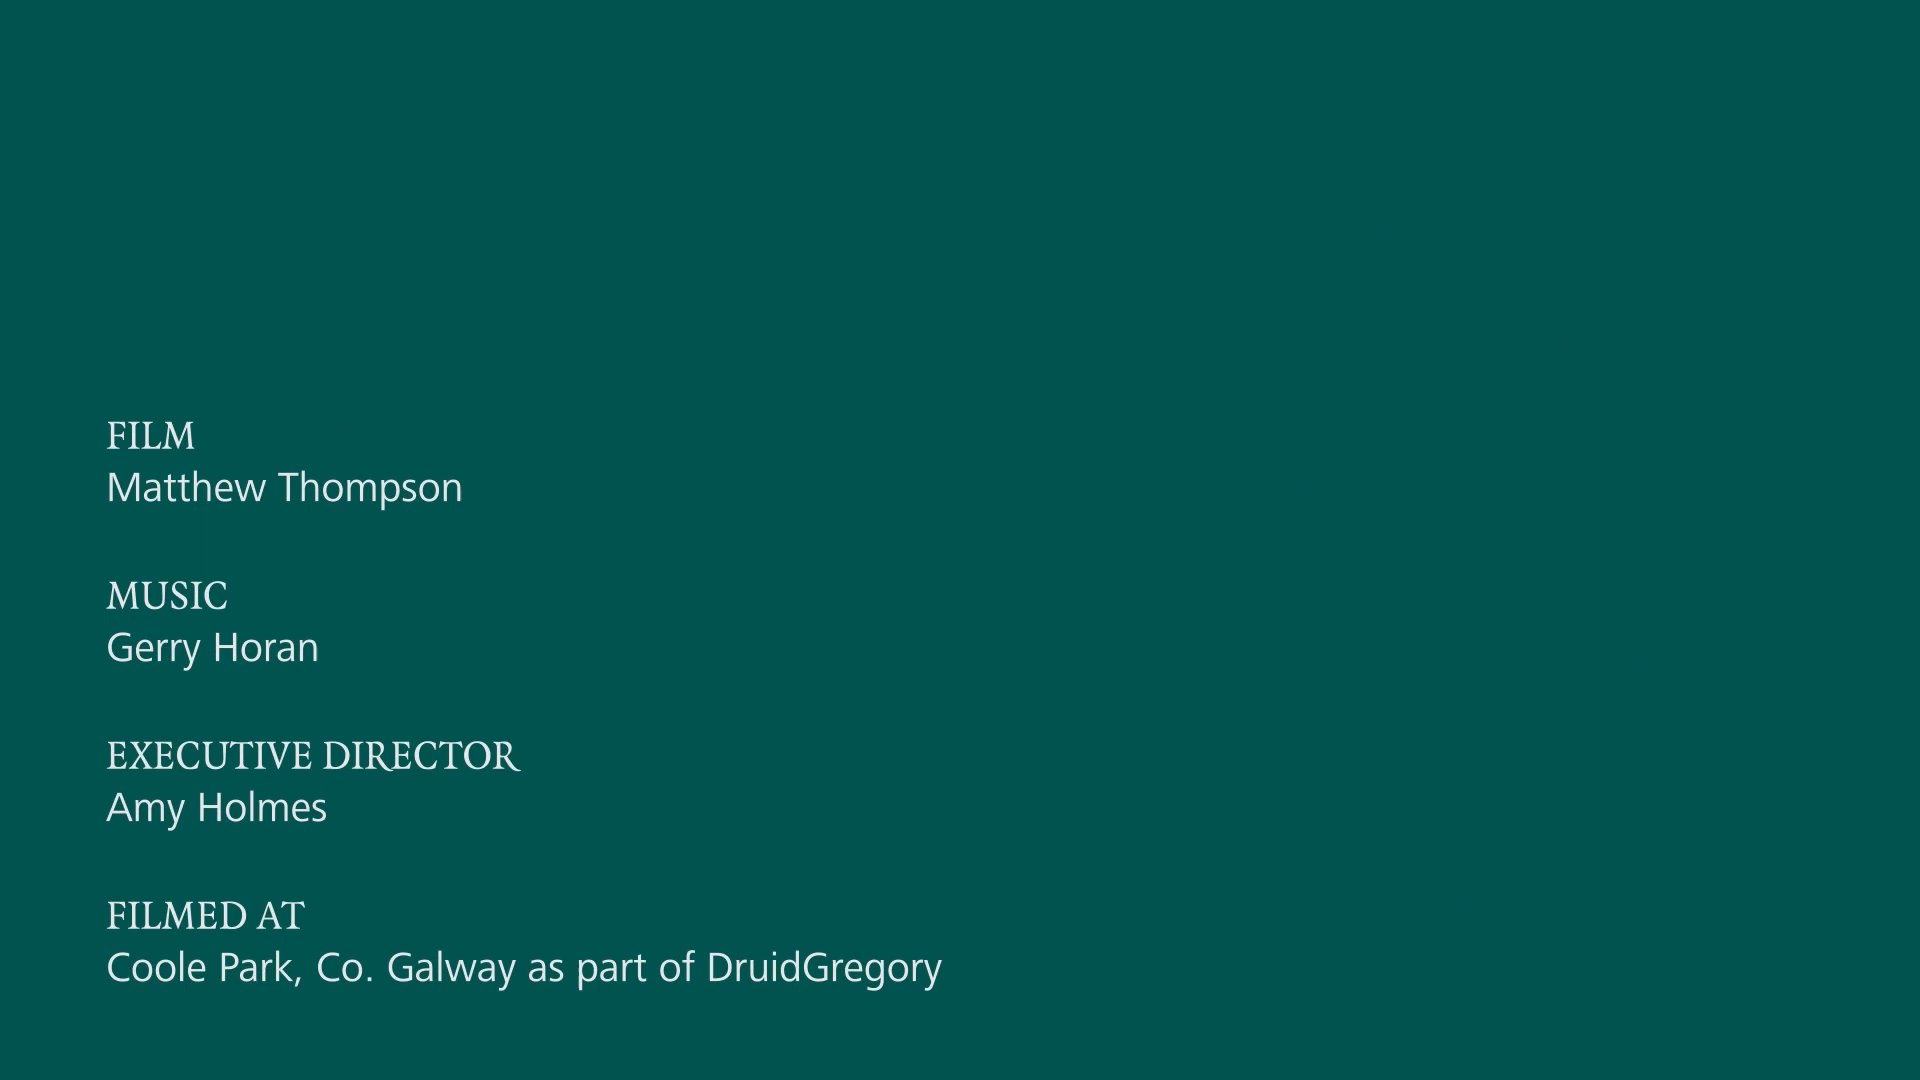 FILM
Matthew Thompson
MUSIC
Gerry Horan
EXECUTIVE DIRECTOR
Amy Holmes
FILMED AT
Coole Park, Co. Galway as part of DruidGregory